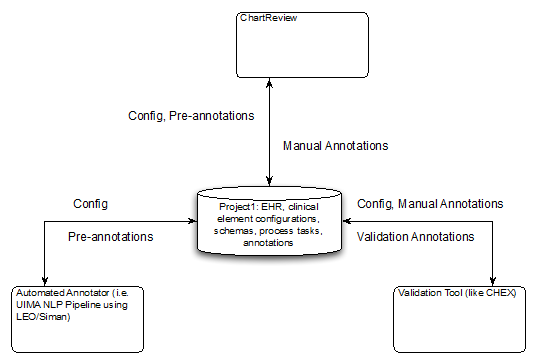 ChartReview
Config, Pre-annotations
Manual Annotations
Project1: EHR, clinical
element configurations,
schemas, process tasks,
annotations
Config
Pre-annotations
Config, Manual Annotations
Validation Annotations
Automated Annotator (i.e.
UIMA NLP Pipeline using
LEO/Siman)
Validation Tool (like CHEX)